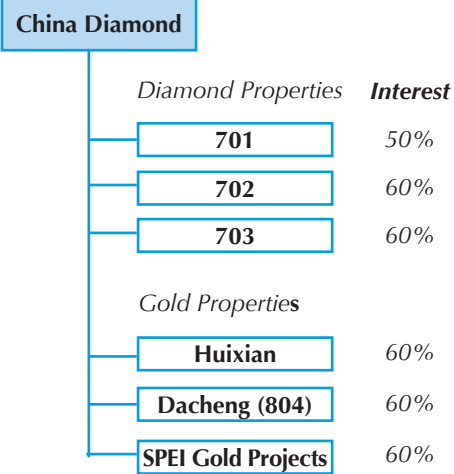 China Diamond
Diamond Properties Interest
701 50%
702 60%
703 60%
Gold Properties
Huixian 60%
Dacheng (804) 60%
SPEI Gold Projects 60%